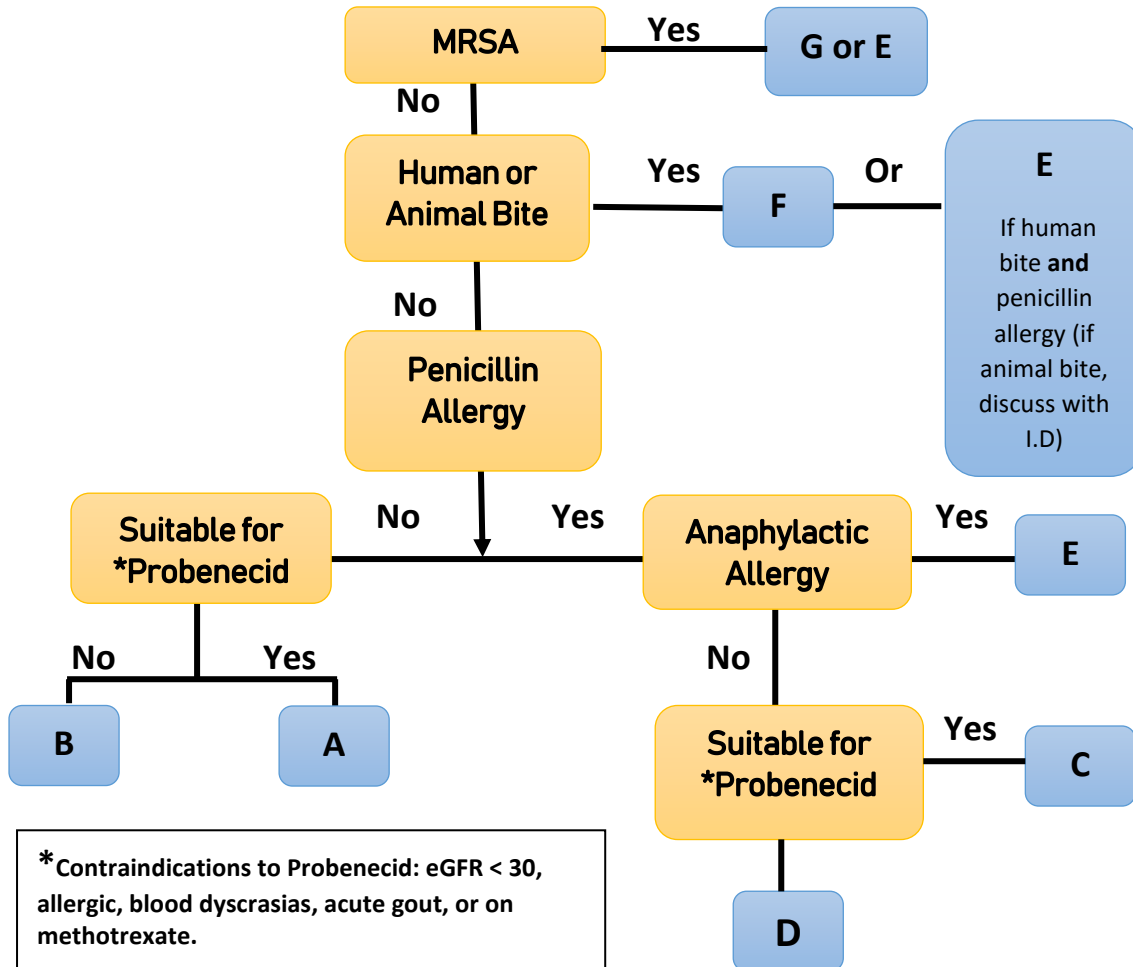 MRSA
Yes
G or E
No
Human or
Animal Bite
Yes
F
Or
E
If human
bite and
penicillin
allergy (if
animal bite,
discuss with
I.D)
No
Penicillin
Allergy
No
Yes
Suitable for
*Probenecid
Anaphylactic
Allergy
Yes
E
No
Yes
B
A
No
Suitable for
*Probenecid
Yes
C
D
*Contraindications to Probenecid: eGFR < 30,
allergic, blood dyscrasias, acute gout, or on
methotrexate.